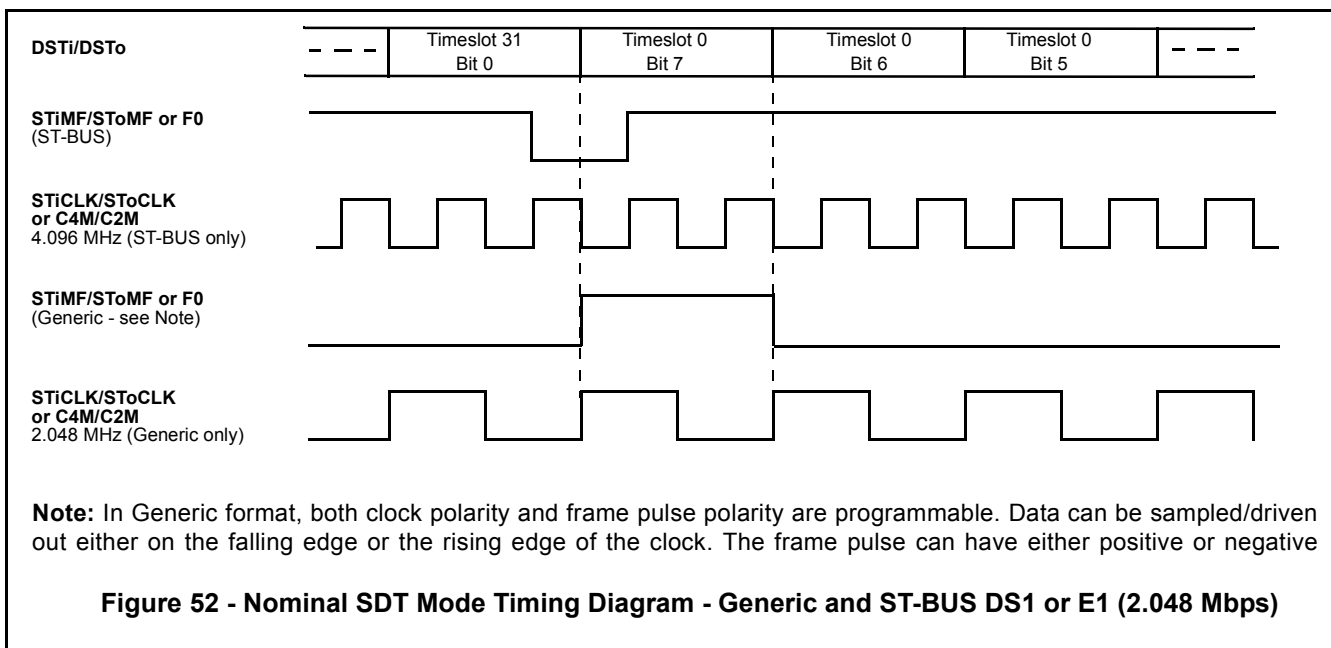 DSTi/DSTo
Timeslot 31
Bit 0
Timeslot 0
Bit 7
Timeslot 0
Bit 6
Timeslot 0
Bit 5
STiMF/SToMF or F0
(ST-BUS)
STiCLK/SToCLK
or C4M/C2M
4.096 MHz (ST-BUS only)
STiMF/SToMF or F0
(Generic - see Note)
STiCLK/SToCLK
or C4M/C2M
2.048 MHz (Generic only)
Note: In Generic format, both clock polarity and frame pulse polarity are programmable. Data can be sampled/driven
out either on the falling edge or the rising edge of the clock. The frame pulse can have either positive or negative
Figure 52 - Nominal SDT Mode Timing Diagram - Generic and ST-BUS DS1 or E1 (2.048 Mbps)